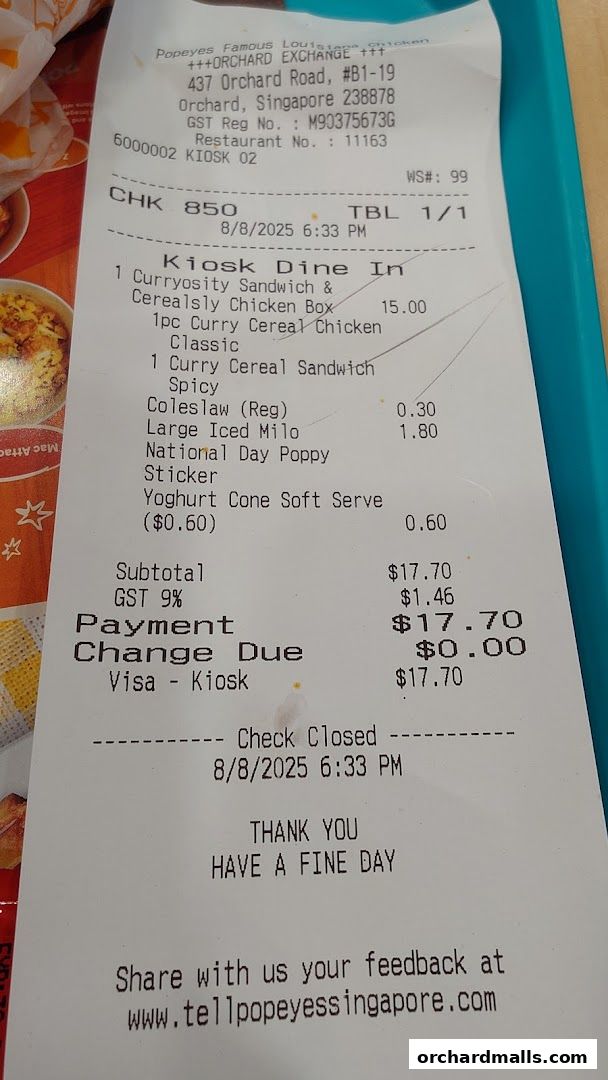 Popeyes Famous Louisiana Chicken
+++ORCHARD EXCHANGE +++
437 Orchard Road, #B1-19
Orchard, Singapore 238878
GST Reg No. : M90375673G
Restaurant No. : 11163
6000002 KIOSK 02
WS#: 99
CHK 850 TBL 1/1
8/8/2025 6:33 PM
Kiosk Dine In
1 Curryosity Sandwich &
Cerealsly Chicken Box 15.00
1pc Curry Cereal Chicken
Classic
1 Curry Cereal Sandwich
Spicy
Coleslaw (Reg) 0.30
Large Iced Milo 1.80
National Day Poppy
Sticker
Yoghurt Cone Soft Serve
($0.60) 0.60
Subtotal $17.70
GST 9% $1.46
Payment $17.70
Change Due $0.00
Visa - Kiosk $17.70
----------- Check Closed -----------
8/8/2025 6:33 PM
THANK YOU
HAVE A FINE DAY
Share with us your feedback at
www.tellpopeyessingapore.com
Mac Attac
orchardmalls.com